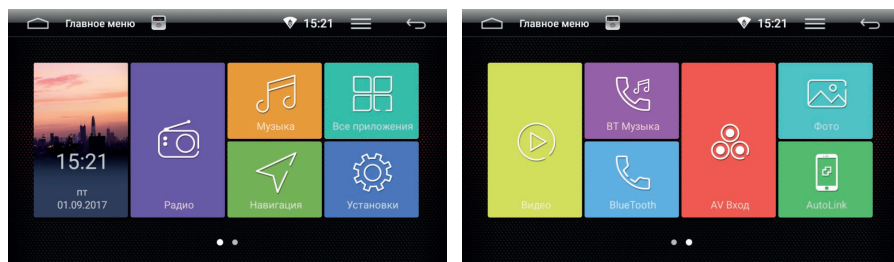 Главное меню
15:21
15:21
пт
01.09.2017
Радио
Музыка
Навигация
Все приложения
Установки
Главное меню
15:21
Видео
BT Музыка
BlueTooth
AV Вход
Фото
AutoLink